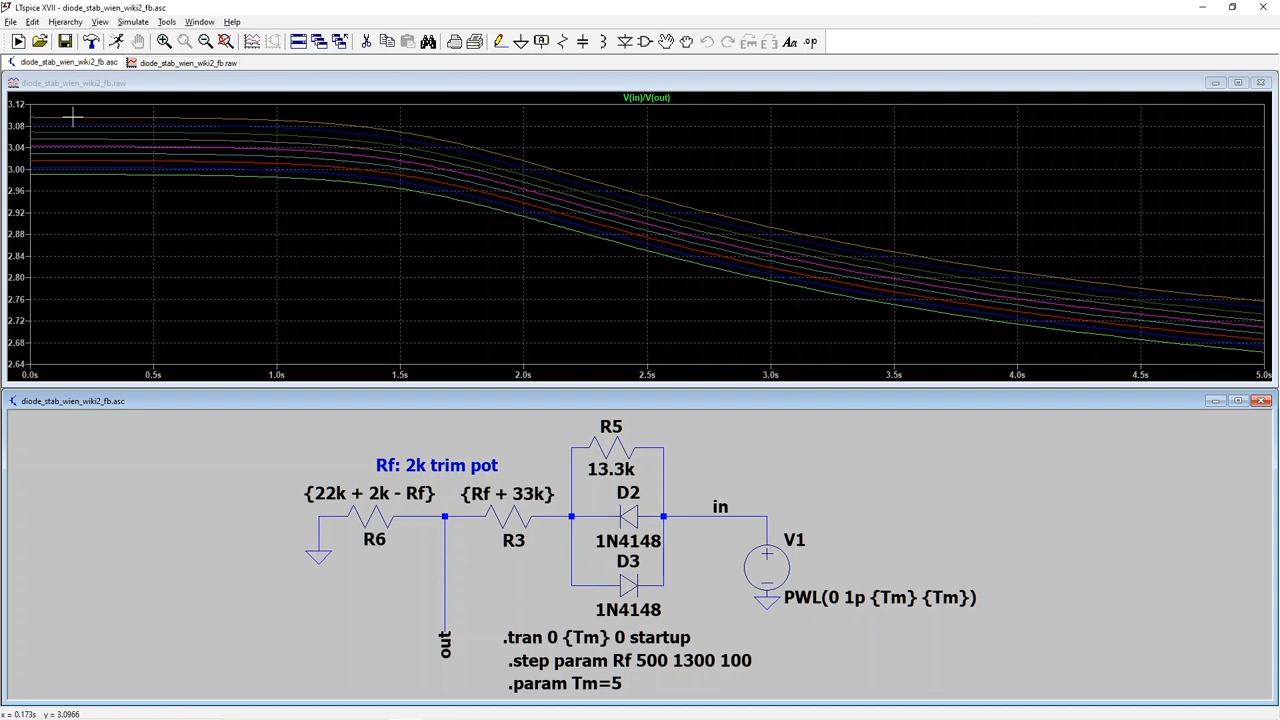 LTspice XVII - diode_stab_wien_wiki2_fb.asc
File Edit Hierarchy View Simulate Tools Window Help
.op
diode_stab_wien_wiki2_fb.asc diode_stab_wien_wiki2_fb.raw
diode_stab_wien_wiki2_fb.raw
V(in)/V(out)
3.12
3.08
3.04
3.00
2.96
2.92
2.88
2.84
2.80
2.76
2.72
2.68
2.64
0.0s 0.5s 1.0s 1.5s 2.0s 2.5s 3.0s 3.5s 4.0s 4.5s 5.0s
diode_stab_wien_wiki2_fb.asc
R5
Rf: 2k trim pot
13.3k
{22k + 2k - Rf} {Rf + 33k}
D2
in
R6
R3
1N4148
V1
D3
PWL(0 1p {Tm} {Tm})
1N4148
out
.tran 0 {Tm} 0 startup
.step param Rf 500 1300 100
.param Tm=5
x = 0.173s y = 3.0966